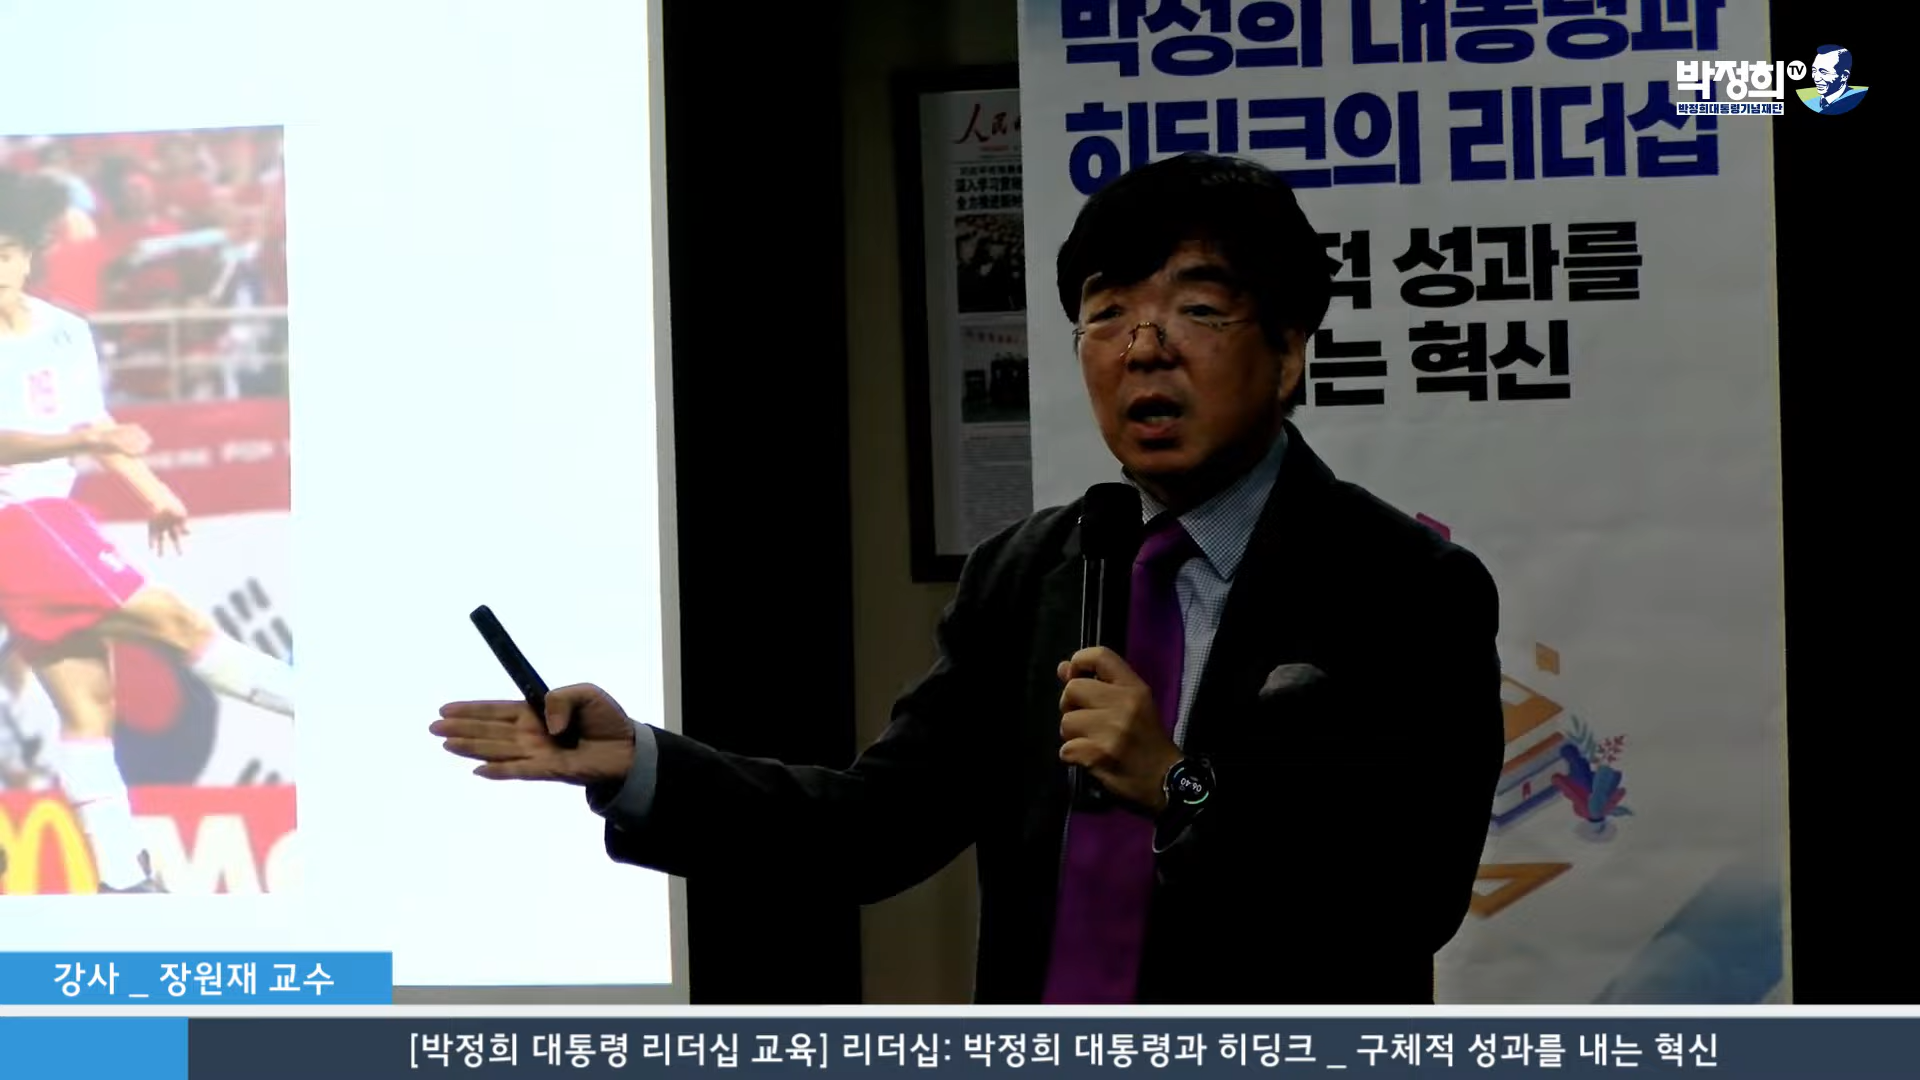 박정희 대통령과
히딩크의 리더십
적 성과를
는 혁신
박정희TV
박정희대통령기념재단
人民
06:40
강사 _ 장원재 교수
[박정희 대통령 리더십 교육] 리더십: 박정희 대통령과 히딩크 _ 구체적 성과를 내는 혁신